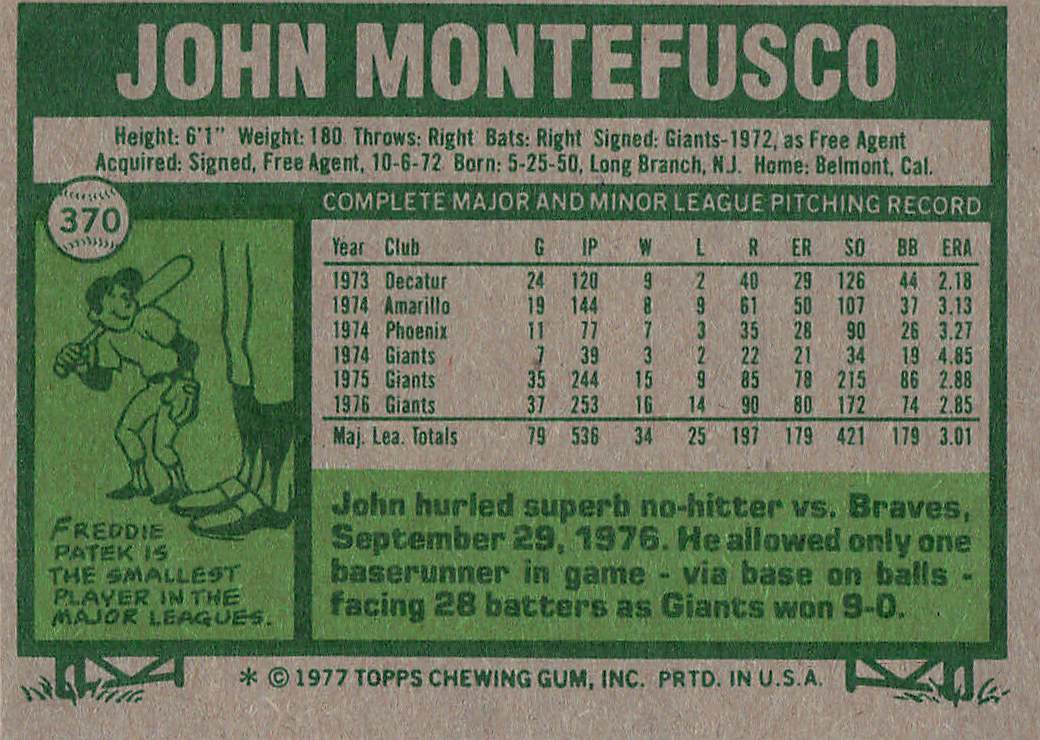 JOHN MONTEFUSCO
Height: 6'1" Weight: 180 Throws: Right Bats: Right Signed: Giants-1972, as Free Agent
Acquired: Signed, Free Agent, 10-6-72 Born: 5-25-50, Long Branch, N.J. Home: Belmont, Cal.
370
COMPLETE MAJOR AND MINOR LEAGUE PITCHING RECORD
Year Club G IP W L R ER SO BB ERA
1973 Decatur 24 120 9 2 40 29 126 44 2.18
1974 Amarillo 19 144 8 9 61 50 107 37 3.13
1974 Phoenix 11 77 7 3 35 28 90 26 3.27
1974 Giants 7 39 3 2 22 21 34 19 4.85
1975 Giants 35 244 15 9 85 78 215 86 2.88
1976 Giants 37 253 16 14 90 80 172 74 2.85
Maj. Lea. Totals 79 536 34 25 197 179 421 179 3.01
FREDDIE
PATEK IS
THE SMALLEST
PLAYER IN THE
MAJOR LEAGUES.
John hurled superb no-hitter vs. Braves,
September 29, 1976. He allowed only one
baserunner in game - via base on balls -
facing 28 batters as Giants won 9-0.
* © 1977 TOPPS CHEWING GUM, INC. PRTD. IN U.S.A.